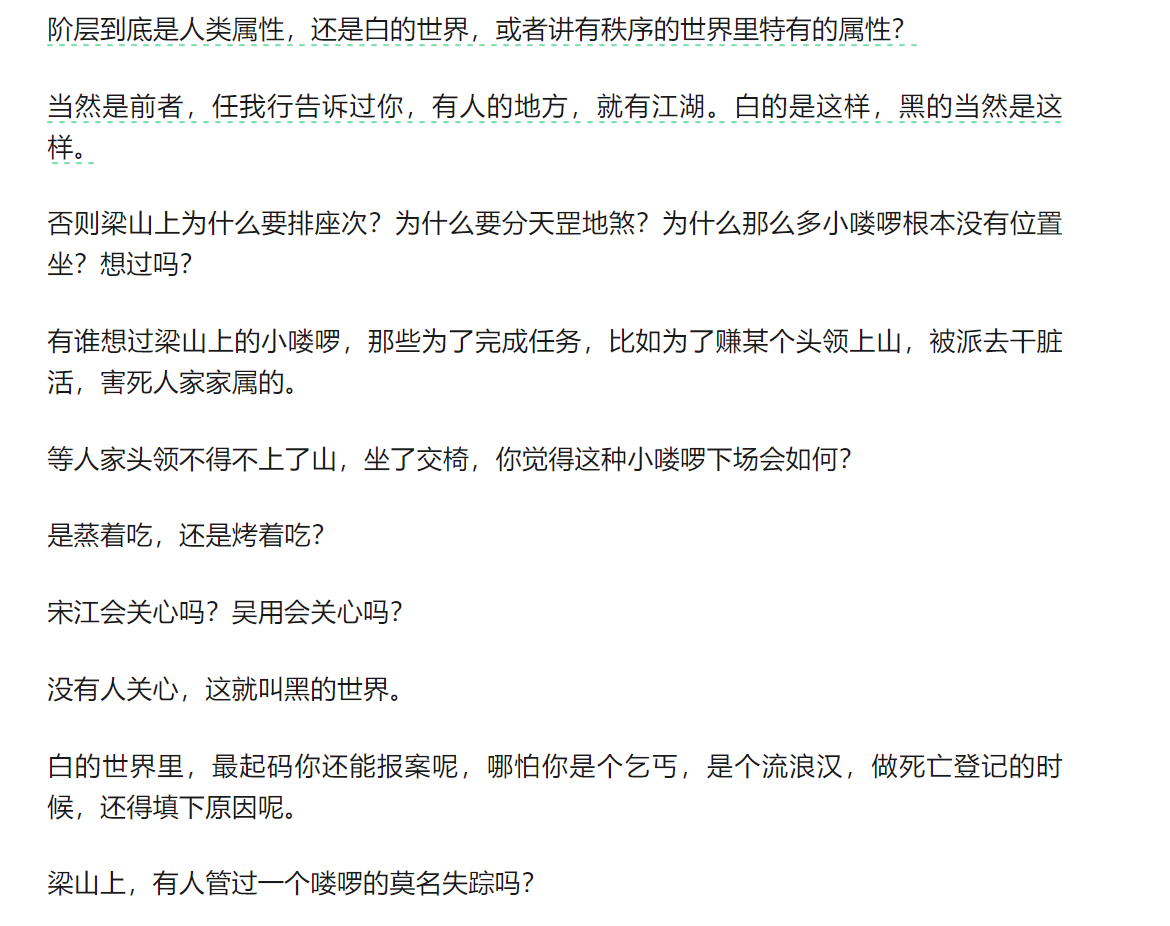 阶层到底是人类属性，还是白的世界，或者讲有秩序的世界里特有的属性？
当然是前者，任我行告诉过你，有人的地方，就有江湖。白的是这样，黑的当然是这
样。
否则梁山上为什么要排座次？为什么要分天罡地煞？为什么那么多小喽啰根本没有位置
坐？想过吗？
有谁想过梁山上的小喽啰，那些为了完成任务，比如为了赚某个头领上山，被派去干脏
活，害死人家家属的。
等人家头领不得不上了山，坐了交椅，你觉得这种小喽啰下场会如何？
是蒸着吃，还是烤着吃？
宋江会关心吗？吴用会关心吗？
没有人关心，这就叫黑的世界。
白的世界里，最起码你还能报案呢，哪怕你是个乞丐，是个流浪汉，做死亡登记的时
候，还得填下原因呢。
梁山上，有人管过一个喽啰的莫名失踪吗？